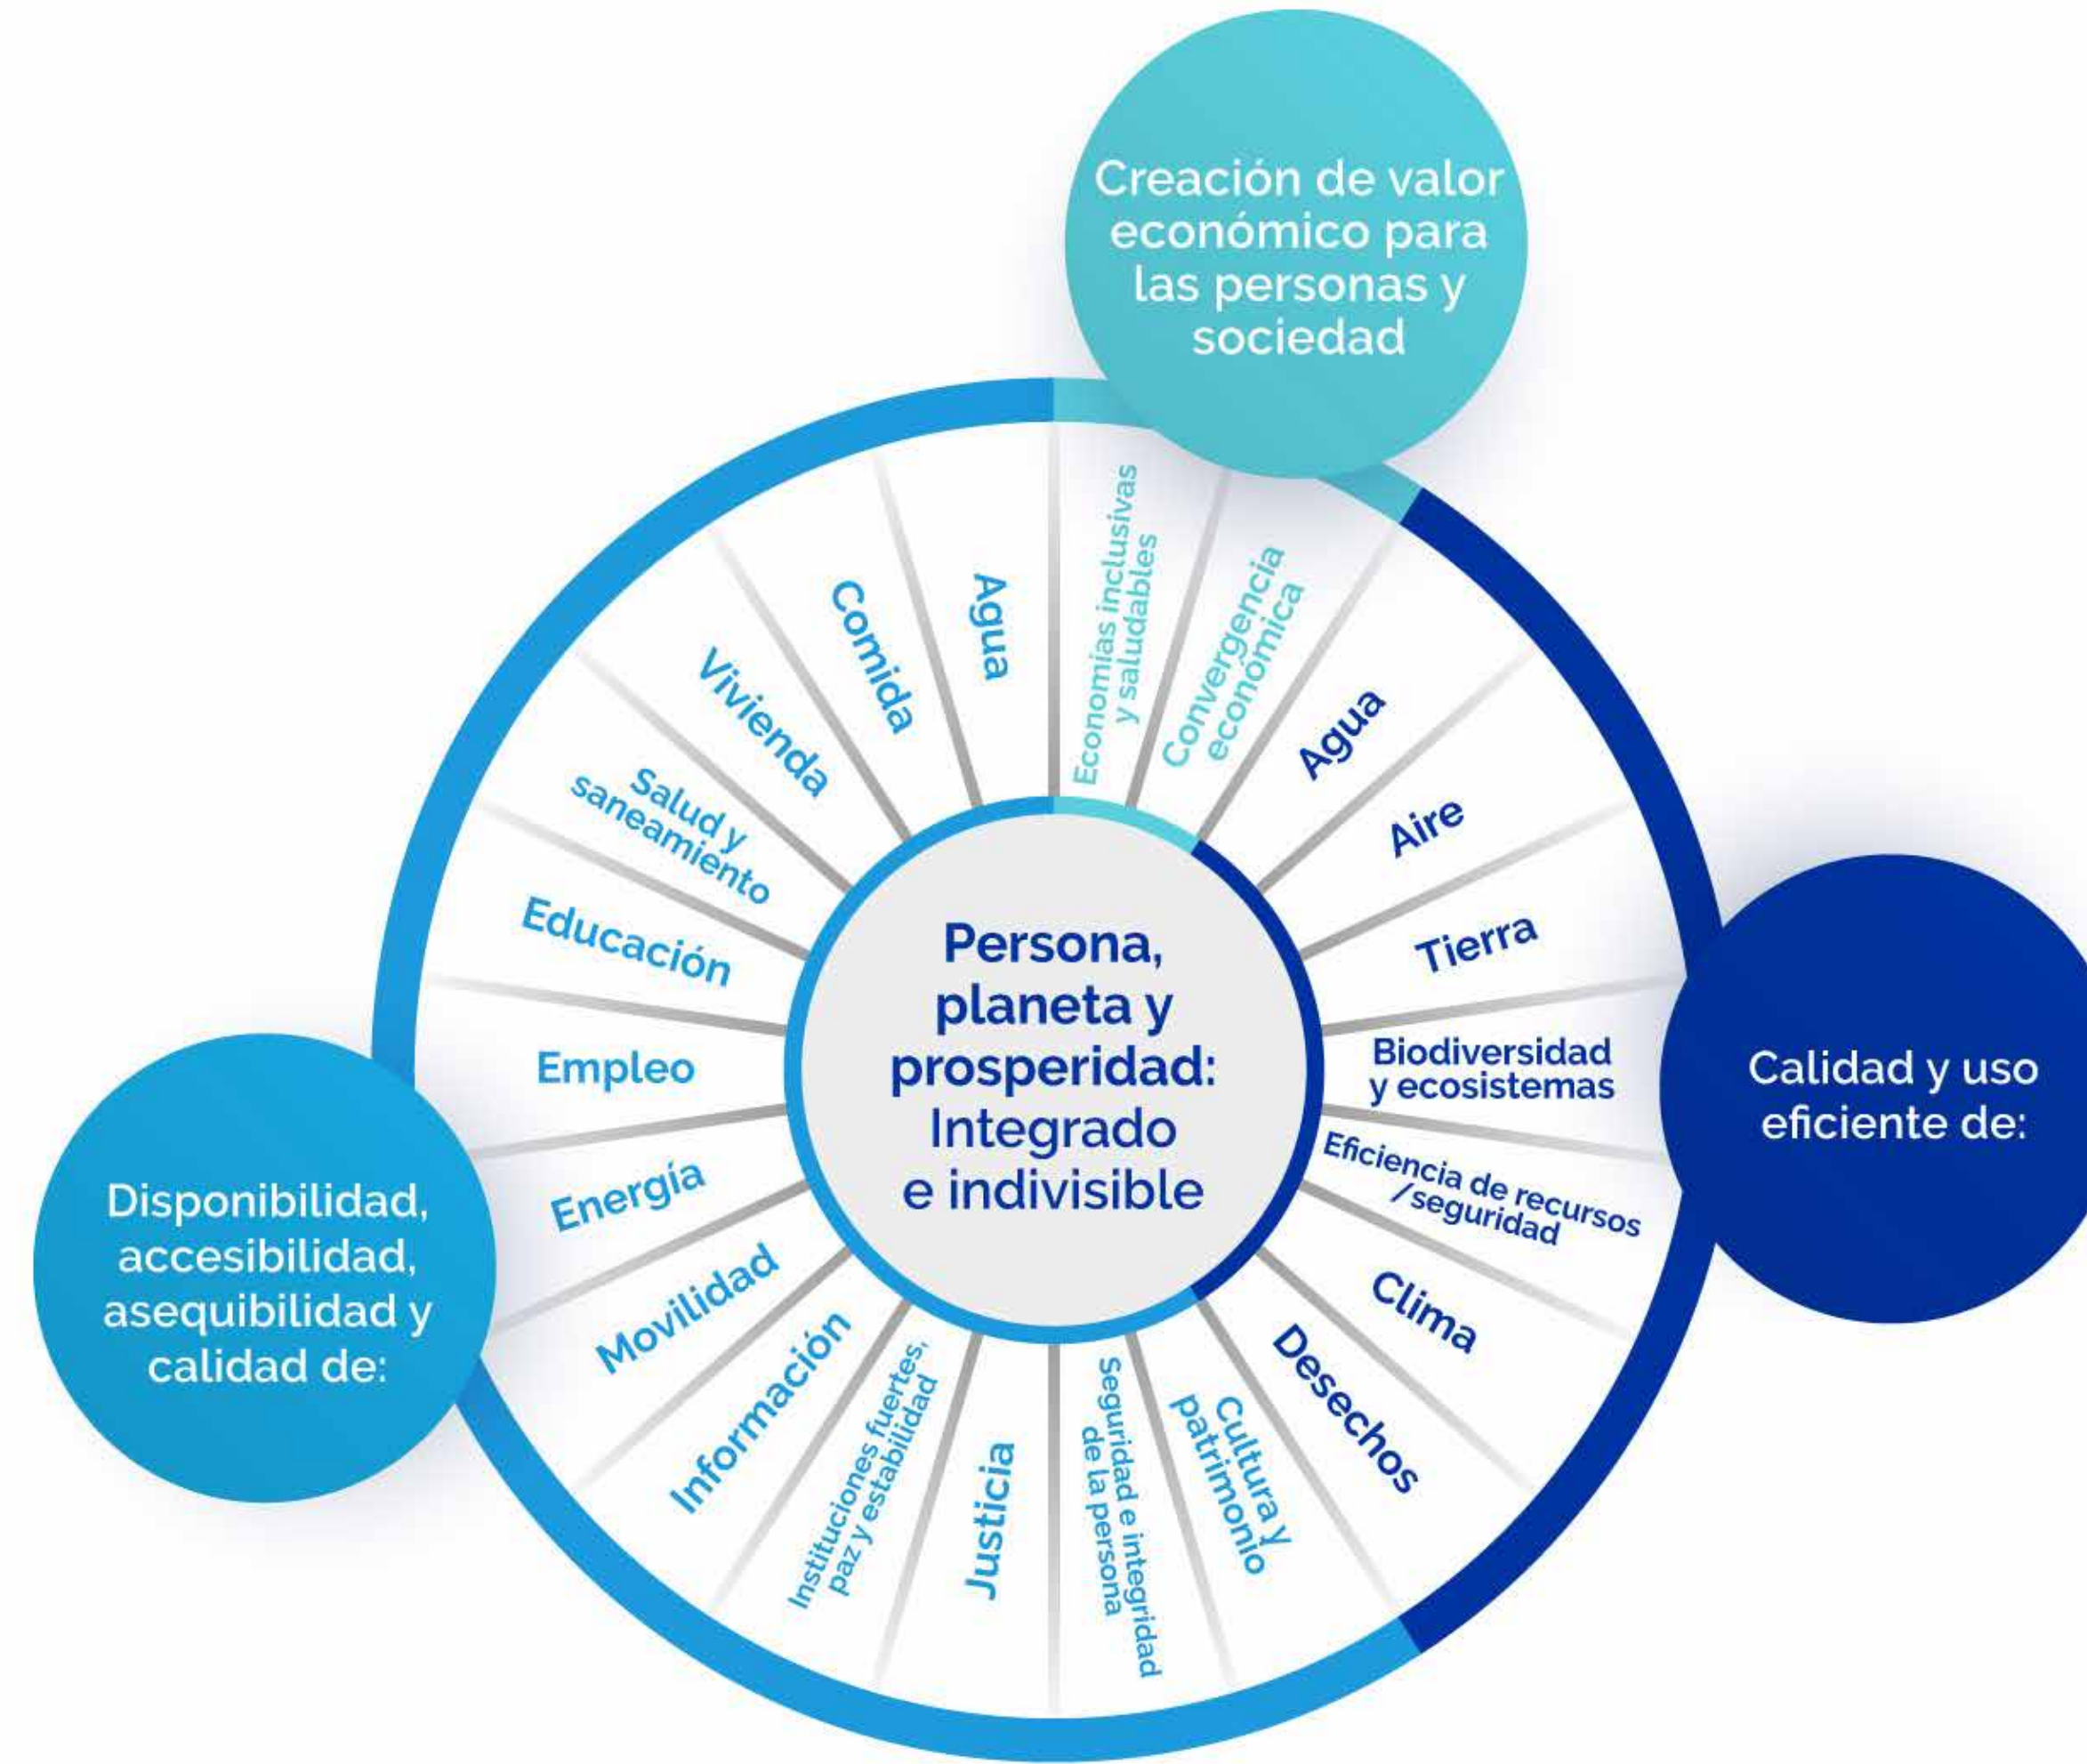 Creación de valor
económico para
las personas y
sociedad
Economías inclusivas
y saludables
Convergencia
económica
Agua
Aire
Tierra
Biodiversidad
y ecosistemas
Eficiencia de recursos
/seguridad
Clima
Desechos
Calidad y uso
eficiente de:
Cultura y
patrimonio
Seguridad e integridad
de la persona
Justicia
Instituciones fuertes,
paz y estabilidad
Información
Movilidad
Energía
Empleo
Educación
Salud y
saneamiento
Vivienda
Comida
Agua
Disponibilidad,
accesibilidad,
asequibilidad y
calidad de:
Persona,
planeta y
prosperidad:
Integrado
e indivisible